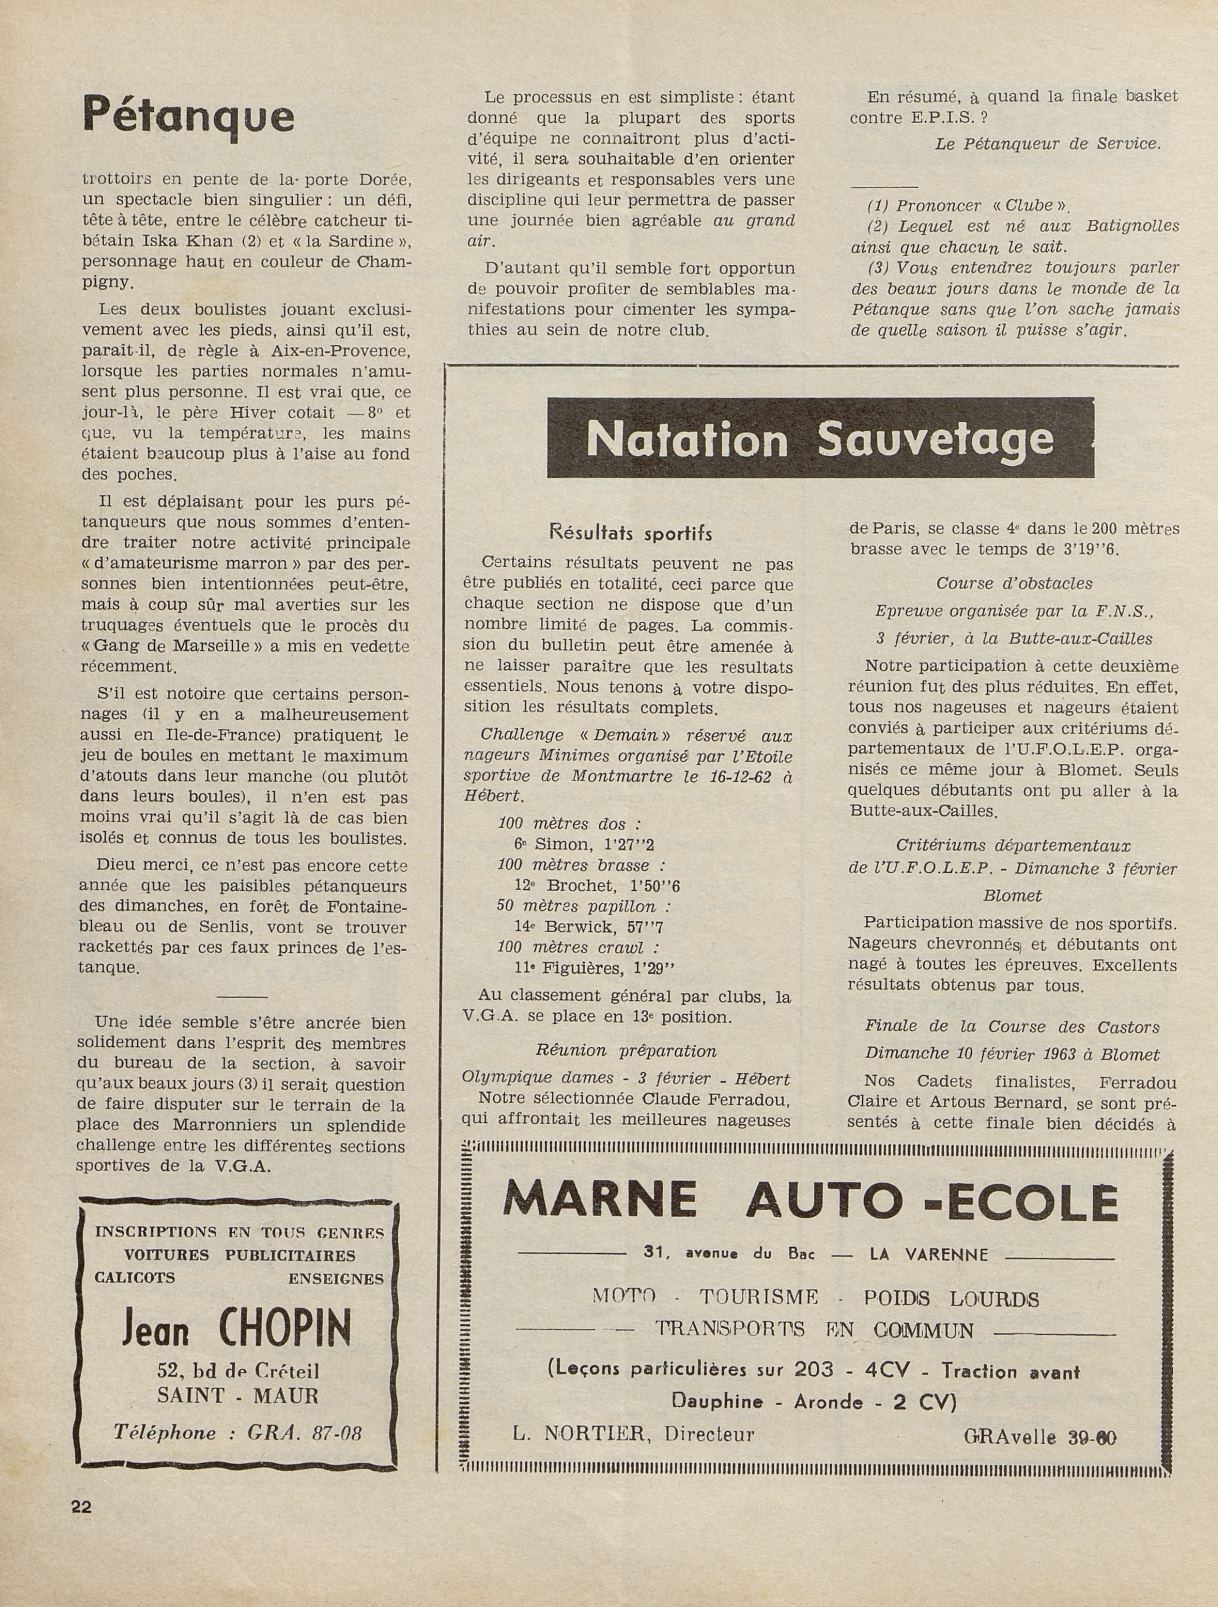 Pétanque
trottoirs en pente de la porte Dorée,
un spectacle bien singulier : un défi,
tête à tête, entre le célèbre catcheur ti-
bétain Iska Khan (2) et « la Sardine »,
personnage haut en couleur de Cham-
pigny.
Les deux boulistes jouant exclusi-
vement avec les pieds, ainsi qu'il est,
paraît-il, de règle à Aix-en-Provence,
lorsque les parties normales n'amu-
sent plus personne. Il est vrai que, ce
jour-là, le père Hiver cotait —8° et
que, vu la température, les mains
étaient beaucoup plus à l'aise au fond
des poches.
Il est déplaisant pour les purs pé-
tanqueurs que nous sommes d'enten-
dre traiter notre activité principale
« d'amateurisme marron » par des per-
sonnes bien intentionnées peut-être,
mais à coup sûr mal averties sur les
truquages éventuels que le procès du
« Gang de Marseille » a mis en vedette
récemment.
S'il est notoire que certains person-
nages (il y en a malheureusement
aussi en Ile-de-France) pratiquent le
jeu de boules en mettant le maximum
d'atouts dans leur manche (ou plutôt
dans leurs boules), il n'en est pas
moins vrai qu'il s'agit là de cas bien
isolés et connus de tous les boulistes.
Dieu merci, ce n'est pas encore cette
année que les paisibles pétanqueurs
des dimanches, en forêt de Fontaine-
bleau ou de Senlis, vont se trouver
rackettés par ces faux princes de l'es-
tanque.
Une idée semble s'être ancrée bien
solidement dans l'esprit des membres
du bureau de la section, à savoir
qu'aux beaux jours (3) il serait question
de faire disputer sur le terrain de la
place des Marronniers un splendide
challenge entre les différentes sections
sportives de la V.G.A.
Le processus en est simpliste : étant
donné que la plupart des sports
d'équipe ne connaîtront plus d'acti-
vité, il sera souhaitable d'en orienter
les dirigeants et responsables vers une
discipline qui leur permettra de passer
une journée bien agréable au grand
air.
D'autant qu'il semble fort opportun
de pouvoir profiter de semblables ma-
nifestations pour cimenter les sympa-
thies au sein de notre club.
En résumé, à quand la finale basket
contre E.P.I.S. ?
Le Pétanqueur de Service.
(1) Prononcer « Clube ».
(2) Lequel est né aux Batignolles
ainsi que chacun le sait.
(3) Vous entendrez toujours parler
des beaux jours dans le monde de la
Pétanque sans que l'on sache jamais
de quelle saison il puisse s'agir.
Natation Sauvetage
Résultats sportifs
Certains résultats peuvent ne pas
être publiés en totalité, ceci parce que
chaque section ne dispose que d'un
nombre limité de pages. La commis-
sion du bulletin peut être amenée à
ne laisser paraître que les résultats
essentiels. Nous tenons à votre dispo-
sition les résultats complets.
Challenge « Demain » réservé aux
nageurs Minimes organisé par l'Etoile
sportive de Montmartre le 16-12-62 à
Hébert.
100 mètres dos :
6e Simon, 1'27''2
100 mètres brasse :
12e Brochet, 1'50''6
50 mètres papillon :
14e Berwick, 57''7
100 mètres crawl :
11e Figuières, 1'29''
Au classement général par clubs, la
V.G.A. se place en 13e position.
Réunion préparation
Olympique dames - 3 février - Hébert
Notre sélectionnée Claude Ferradou,
qui affrontait les meilleures nageuses
de Paris, se classe 4e dans le 200 mètres
brasse avec le temps de 3'19''6.
Course d'obstacles
Epreuve organisée par la F.N.S.,
3 février, à la Butte-aux-Cailles
Notre participation à cette deuxième
réunion fut des plus réduites. En effet,
tous nos nageuses et nageurs étaient
conviés à participer aux critériums dé-
partementaux de l'U.F.O.L.E.P. orga-
nisés ce même jour à Blomet. Seuls
quelques débutants ont pu aller à la
Butte-aux-Cailles.
Critériums départementaux
de l'U.F.O.L.E.P. - Dimanche 3 février
Blomet
Participation massive de nos sportifs.
Nageurs chevronnés et débutants ont
nagé à toutes les épreuves. Excellents
résultats obtenus par tous.
Finale de la Course des Castors
Dimanche 10 février 1963 à Blomet
Nos Cadets finalistes, Ferradou
Claire et Artous Bernard, se sont pré-
sentés à cette finale bien décidés à
INSCRIPTIONS EN TOUS GENRES
VOITURES PUBLICITAIRES
CALICOTS ENSEIGNES
Jean CHOPIN
52, bd de Créteil
SAINT - MAUR
Téléphone : GRA. 87-08
MARNE AUTO-ECOLE
31, avenue du Bac — LA VARENNE
MOTO - TOURISME - POIDS LOURDS
TRANSPORTS EN COMMUN
(Leçons particulières sur 203 - 4CV - Traction avant
Dauphine - Aronde - 2 CV)
L. NORTIER, Directeur GRAvelle 39-60
22